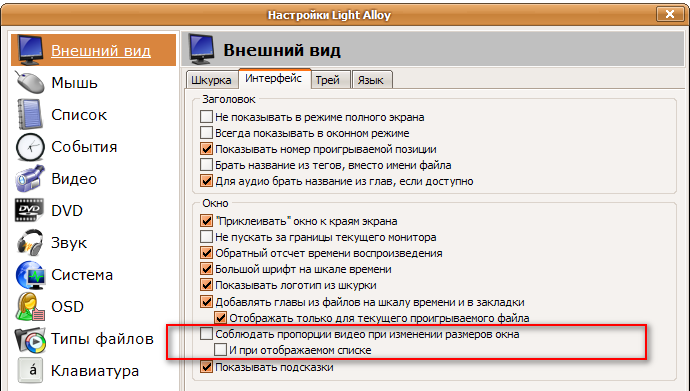 Настройки Light Alloy
Внешний вид
Мышь
Список
События
Видео
DVD
Звук
Система
OSD
Типы файлов
á
Клавиатура
Внешний вид
Шкурка Интерфейс Трей Язык
Заголовок
Не показывать в режиме полного экрана
Всегда показывать в оконном режиме
Показывать номер проигрываемой позиции
Брать название из тегов, вместо имени файла
Для аудио брать название из глав, если доступно
Окно
"Приклеивать" окно к краям экрана
Не пускать за границы текущего монитора
Обратный отсчет времени воспроизведения
Большой шрифт на шкале времени
Показывать логотип из шкурки
Добавлять главы из файлов на шкалу времени и в закладки
Отображать только для текущего проигрываемого файла
Соблюдать пропорции видео при изменении размеров окна
И при отображаемом списке
Показывать подсказки